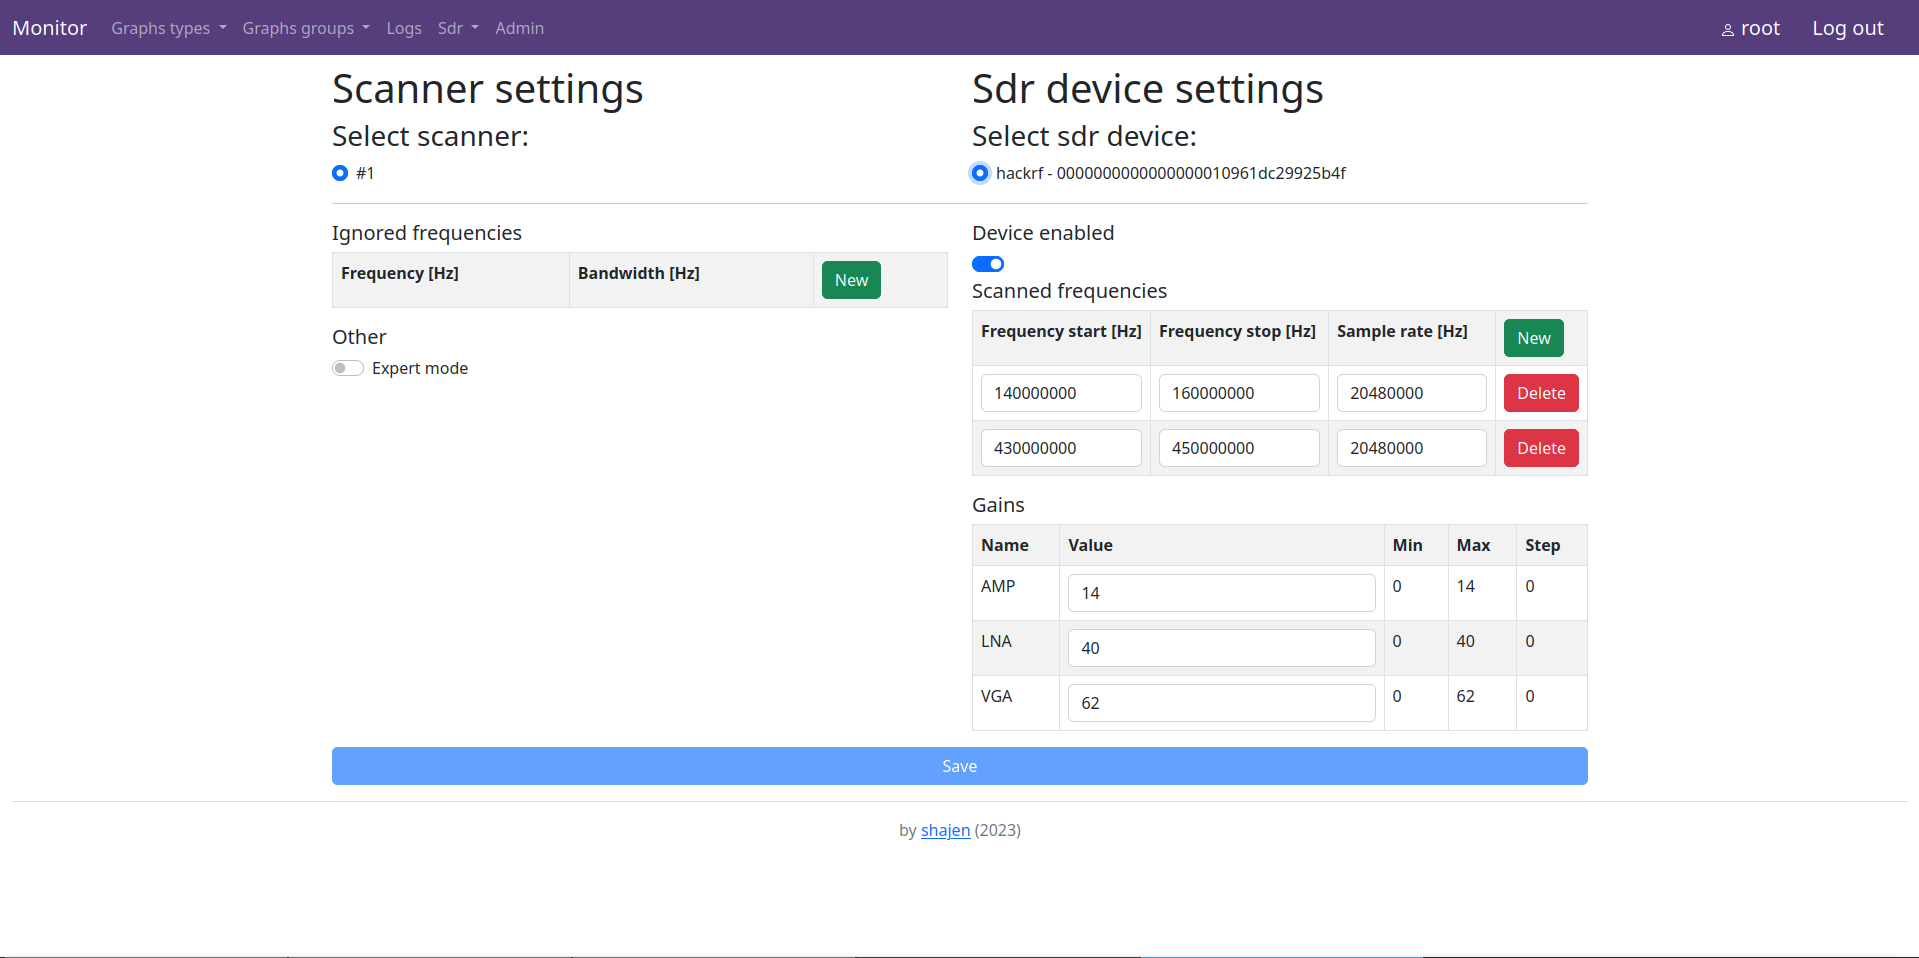 Monitor Graphs types Graphs groups Logs Sdr Admin root Log out
Scanner settings
Select scanner:
#1
Sdr device settings
Select sdr device:
hackrf - 0000000000000000010961dc29925b4f
Ignored frequencies
Frequency [Hz] Bandwidth [Hz] New
Other
Expert mode
Device enabled
Scanned frequencies
Frequency start [Hz] Frequency stop [Hz] Sample rate [Hz] New
140000000 160000000 20480000 Delete
430000000 450000000 20480000 Delete
Gains
Name Value Min Max Step
AMP 14 0 14 0
LNA 40 0 40 0
VGA 62 0 62 0
Save
by shajen (2023)